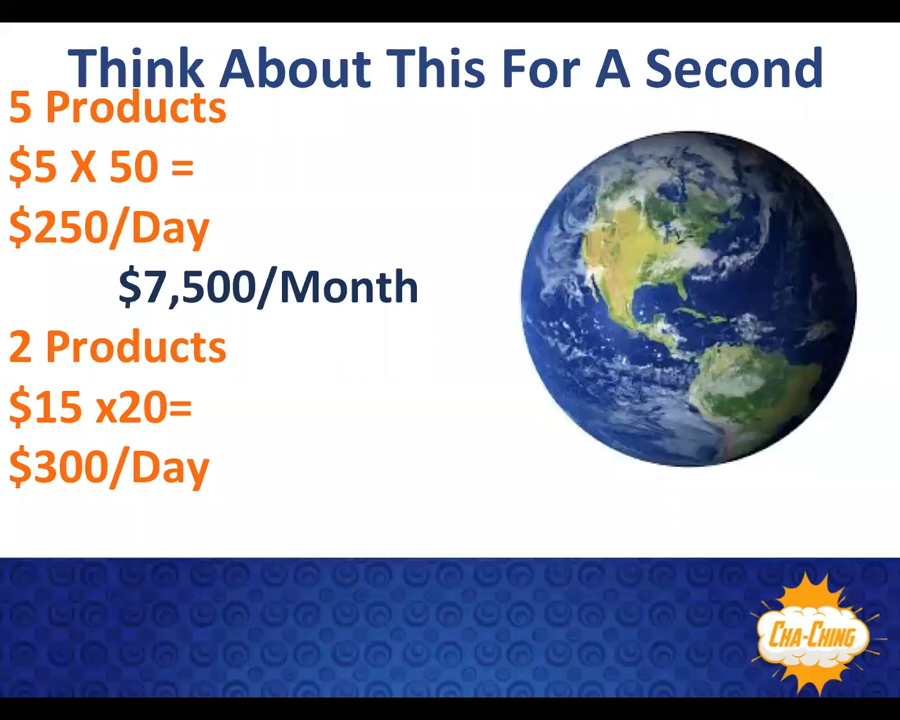 Think About This For A Second
5 Products
$5 X 50 =
$250/Day
$7,500/Month
2 Products
$15 x20=
$300/Day
CHA-CHING